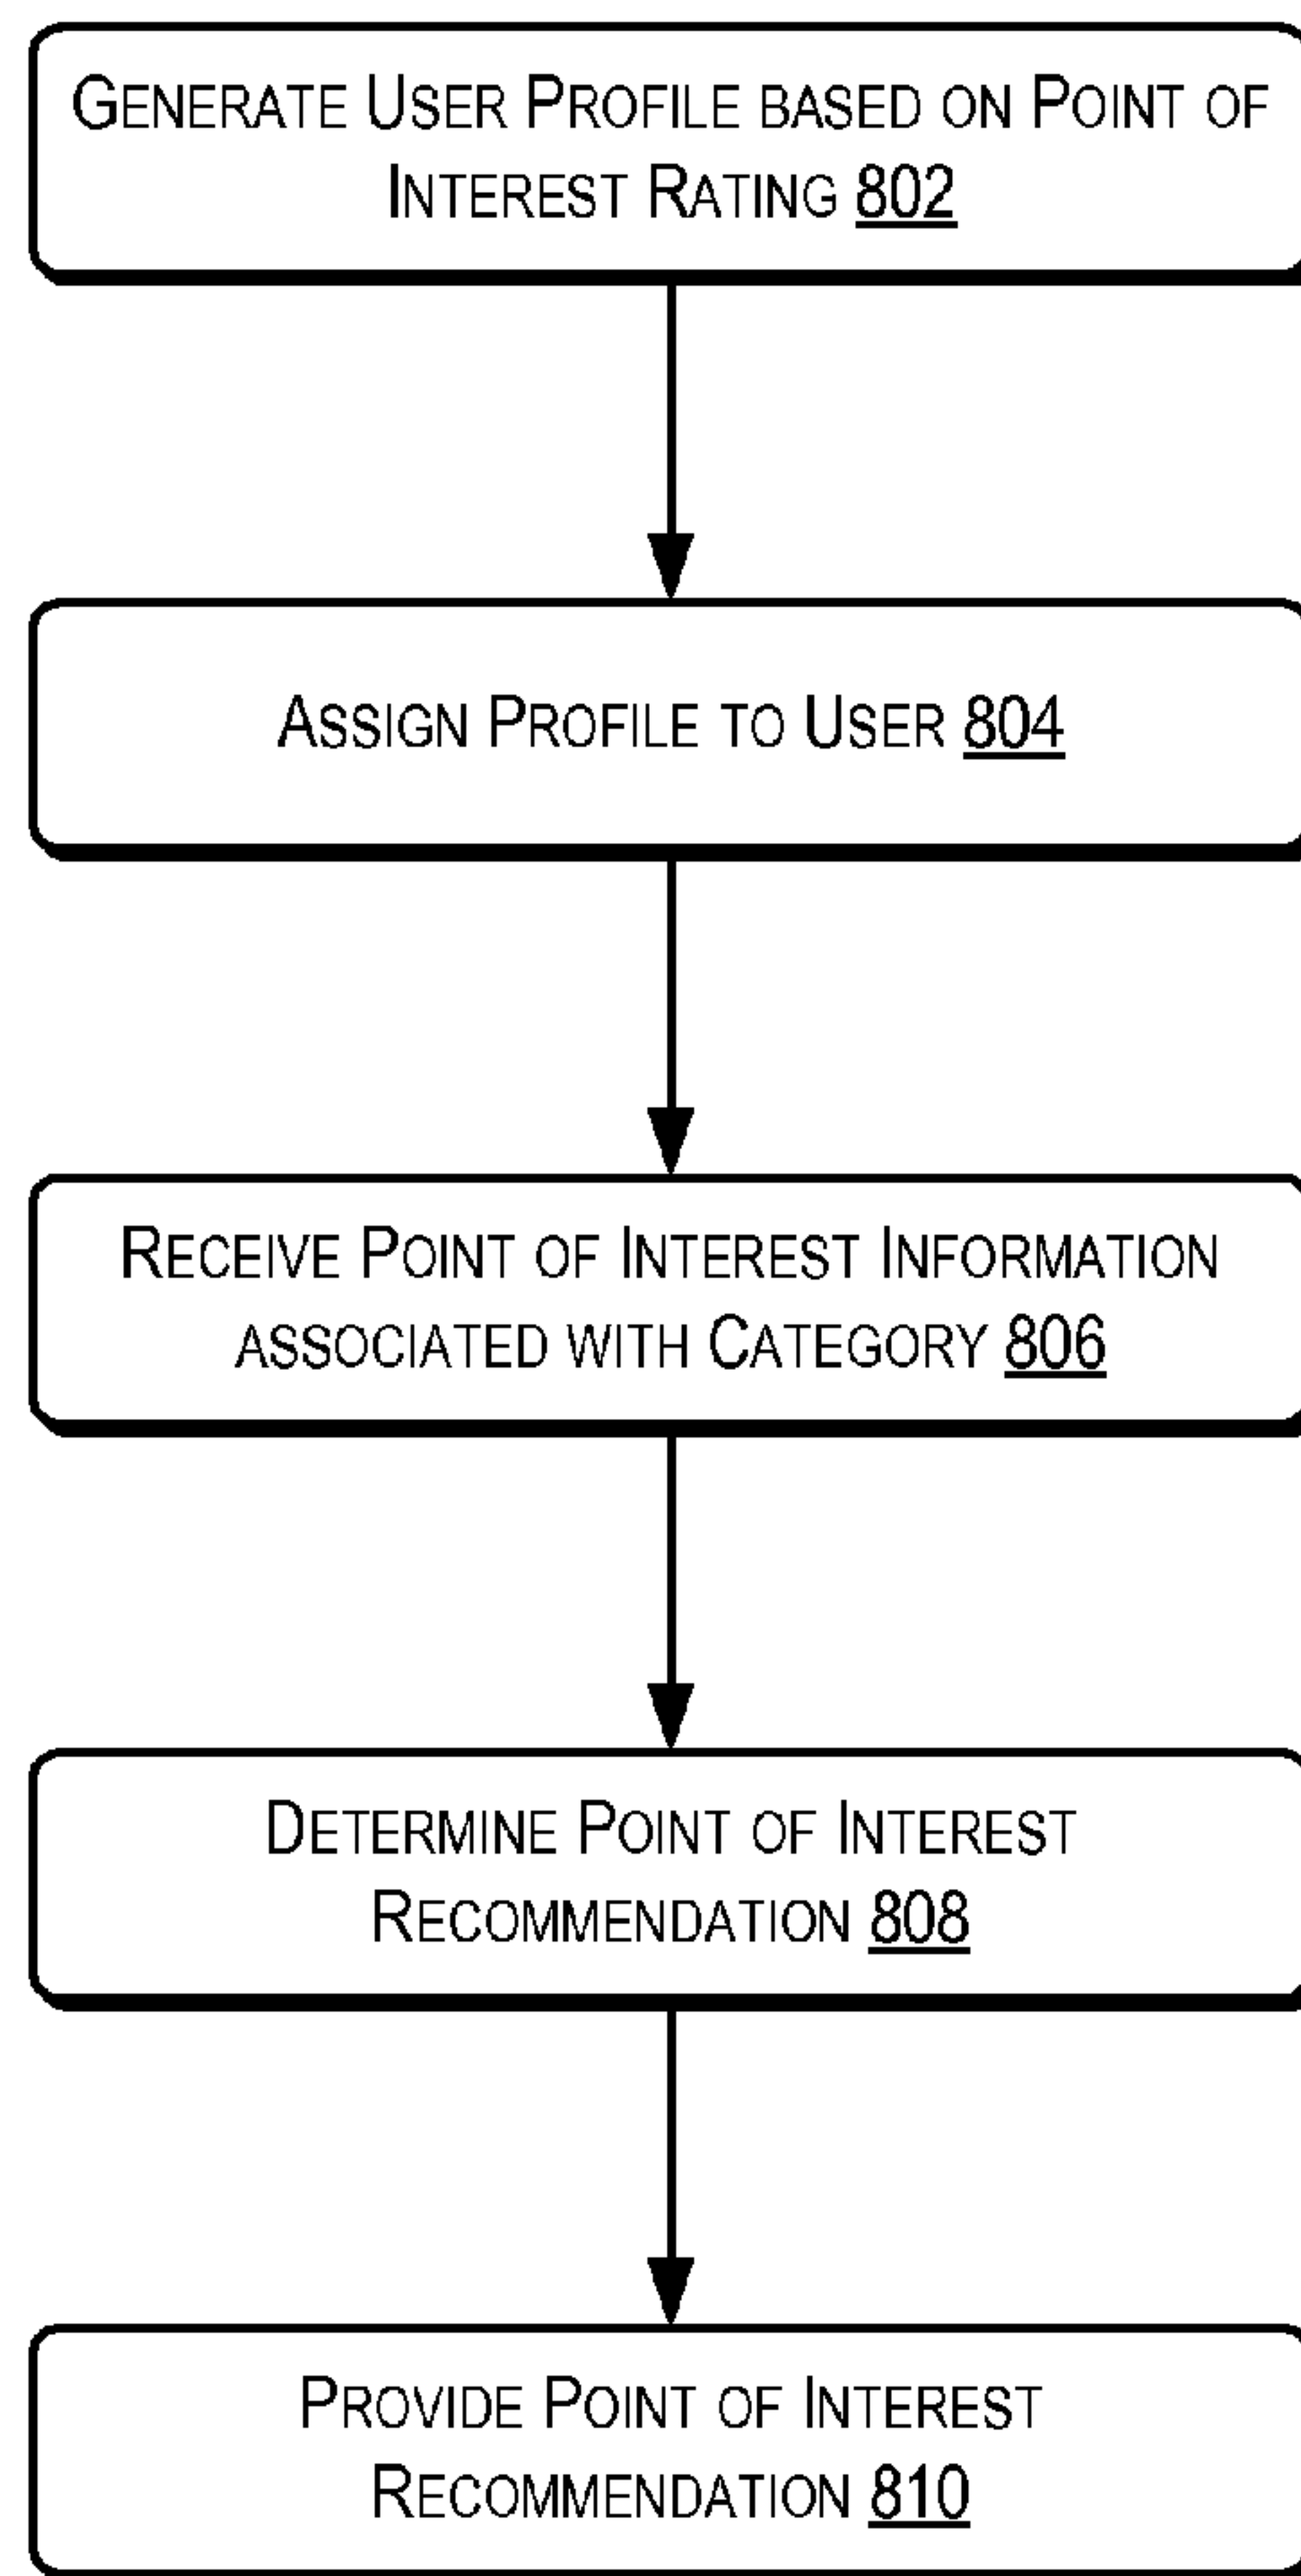 GENERATE USER PROFILE BASED ON POINT OF
INTEREST RATING 802
ASSIGN PROFILE TO USER 804
RECEIVE POINT OF INTEREST INFORMATION
ASSOCIATED WITH CATEGORY 806
DETERMINE POINT OF INTEREST
RECOMMENDATION 808
PROVIDE POINT OF INTEREST
RECOMMENDATION 810